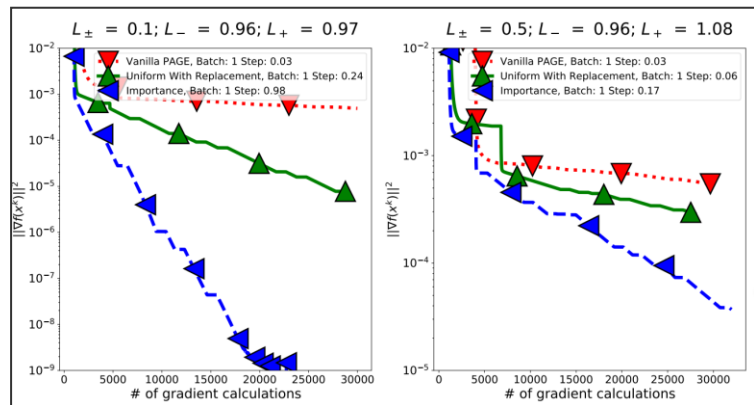 L± = 0.1; L− = 0.96; L+ = 0.97
10⁻²
10⁻³
10⁻⁴
10⁻⁵
10⁻⁶
10⁻⁷
10⁻⁸
10⁻⁹
||∇f(xᵏ)||²
Vanilla PAGE, Batch: 1 Step: 0.03
Uniform With Replacement, Batch: 1 Step: 0.24
Importance, Batch: 1 Step: 0.98
0 5000 10000 15000 20000 25000 30000
# of gradient calculations
L± = 0.5; L− = 0.96; L+ = 1.08
10⁻²
10⁻³
10⁻⁴
10⁻⁵
||∇f(xᵏ)||²
Vanilla PAGE, Batch: 1 Step: 0.03
Uniform With Replacement, Batch: 1 Step: 0.06
Importance, Batch: 1 Step: 0.17
0 5000 10000 15000 20000 25000 30000
# of gradient calculations